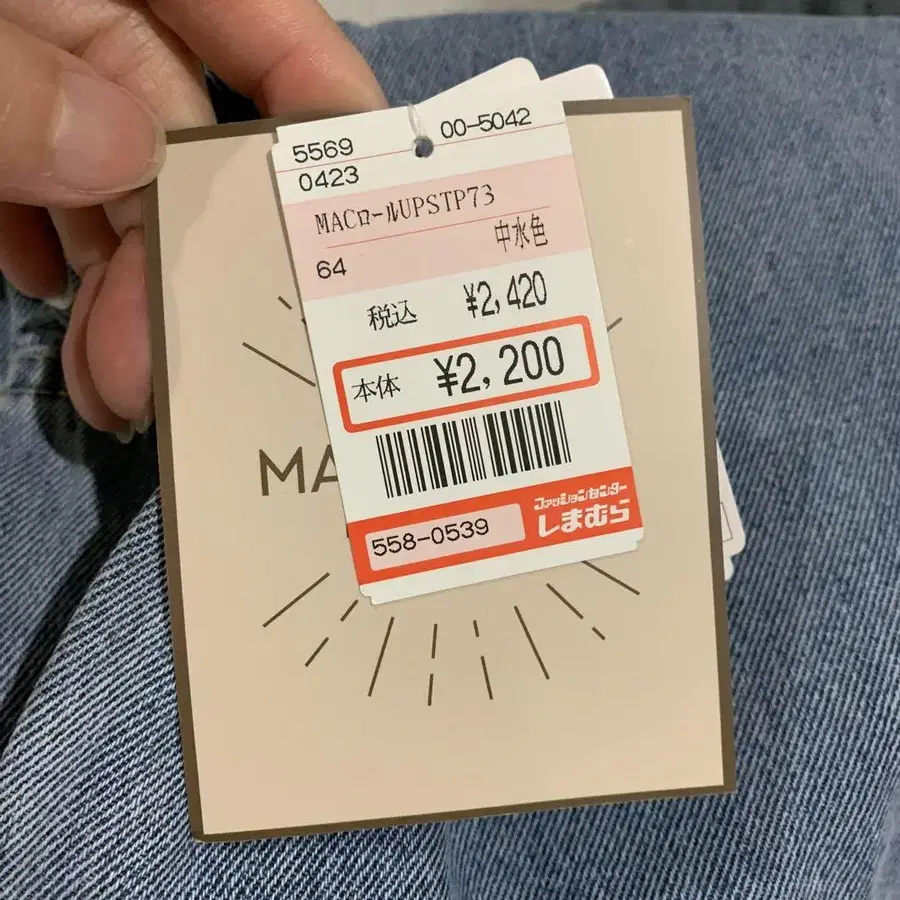 5569 00-5042
0423
MACロールUPSTP73
中水色
64
税込 ¥2,420
本体 ¥2,200
ファッションセンター
しまむら
558-0539
MA